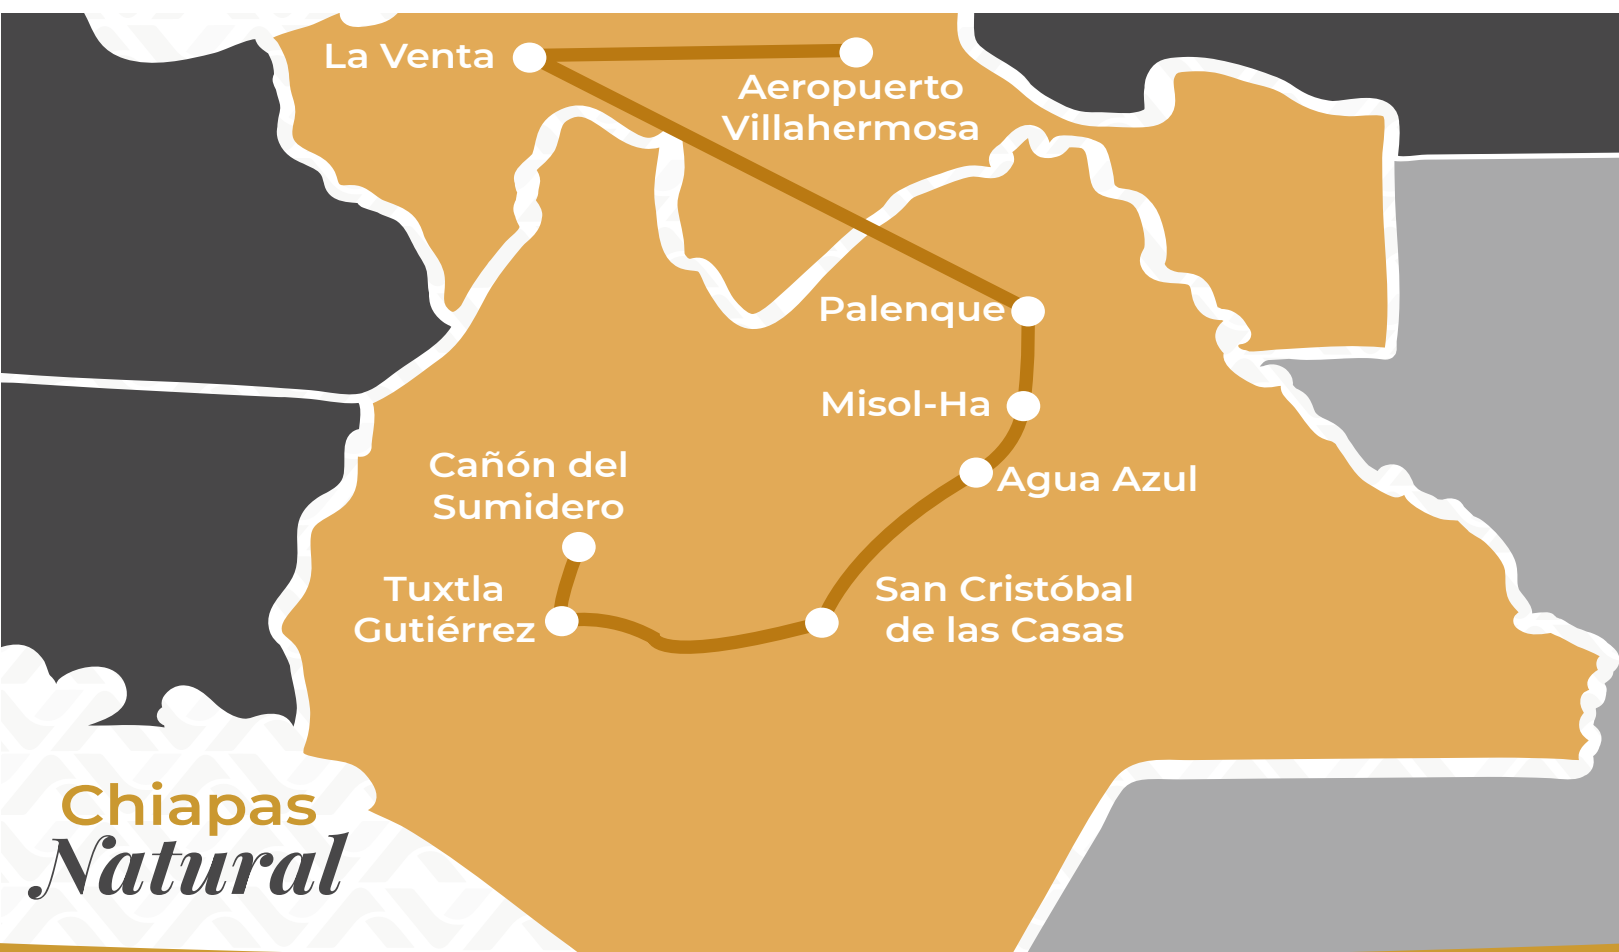 La Venta
Aeropuerto
Villahermosa
Palenque
Misol-Ha
Agua Azul
Cañón del
Sumidero
Tuxtla
Gutiérrez
San Cristóbal
de las Casas
Chiapas
Natural